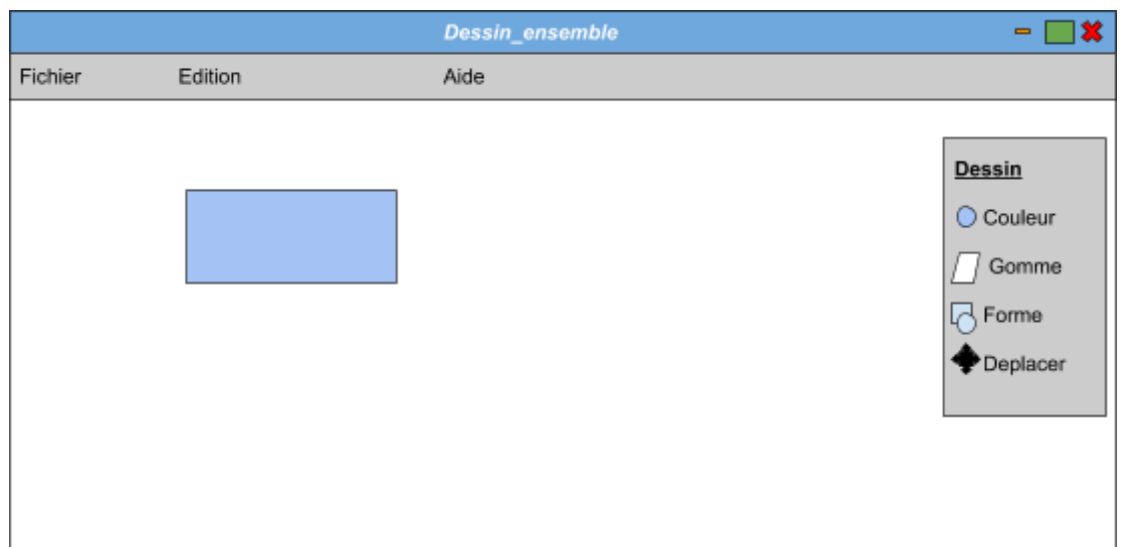 Dessin_ensemble
Fichier Edition Aide
Dessin
Couleur
Gomme
Forme
Deplacer